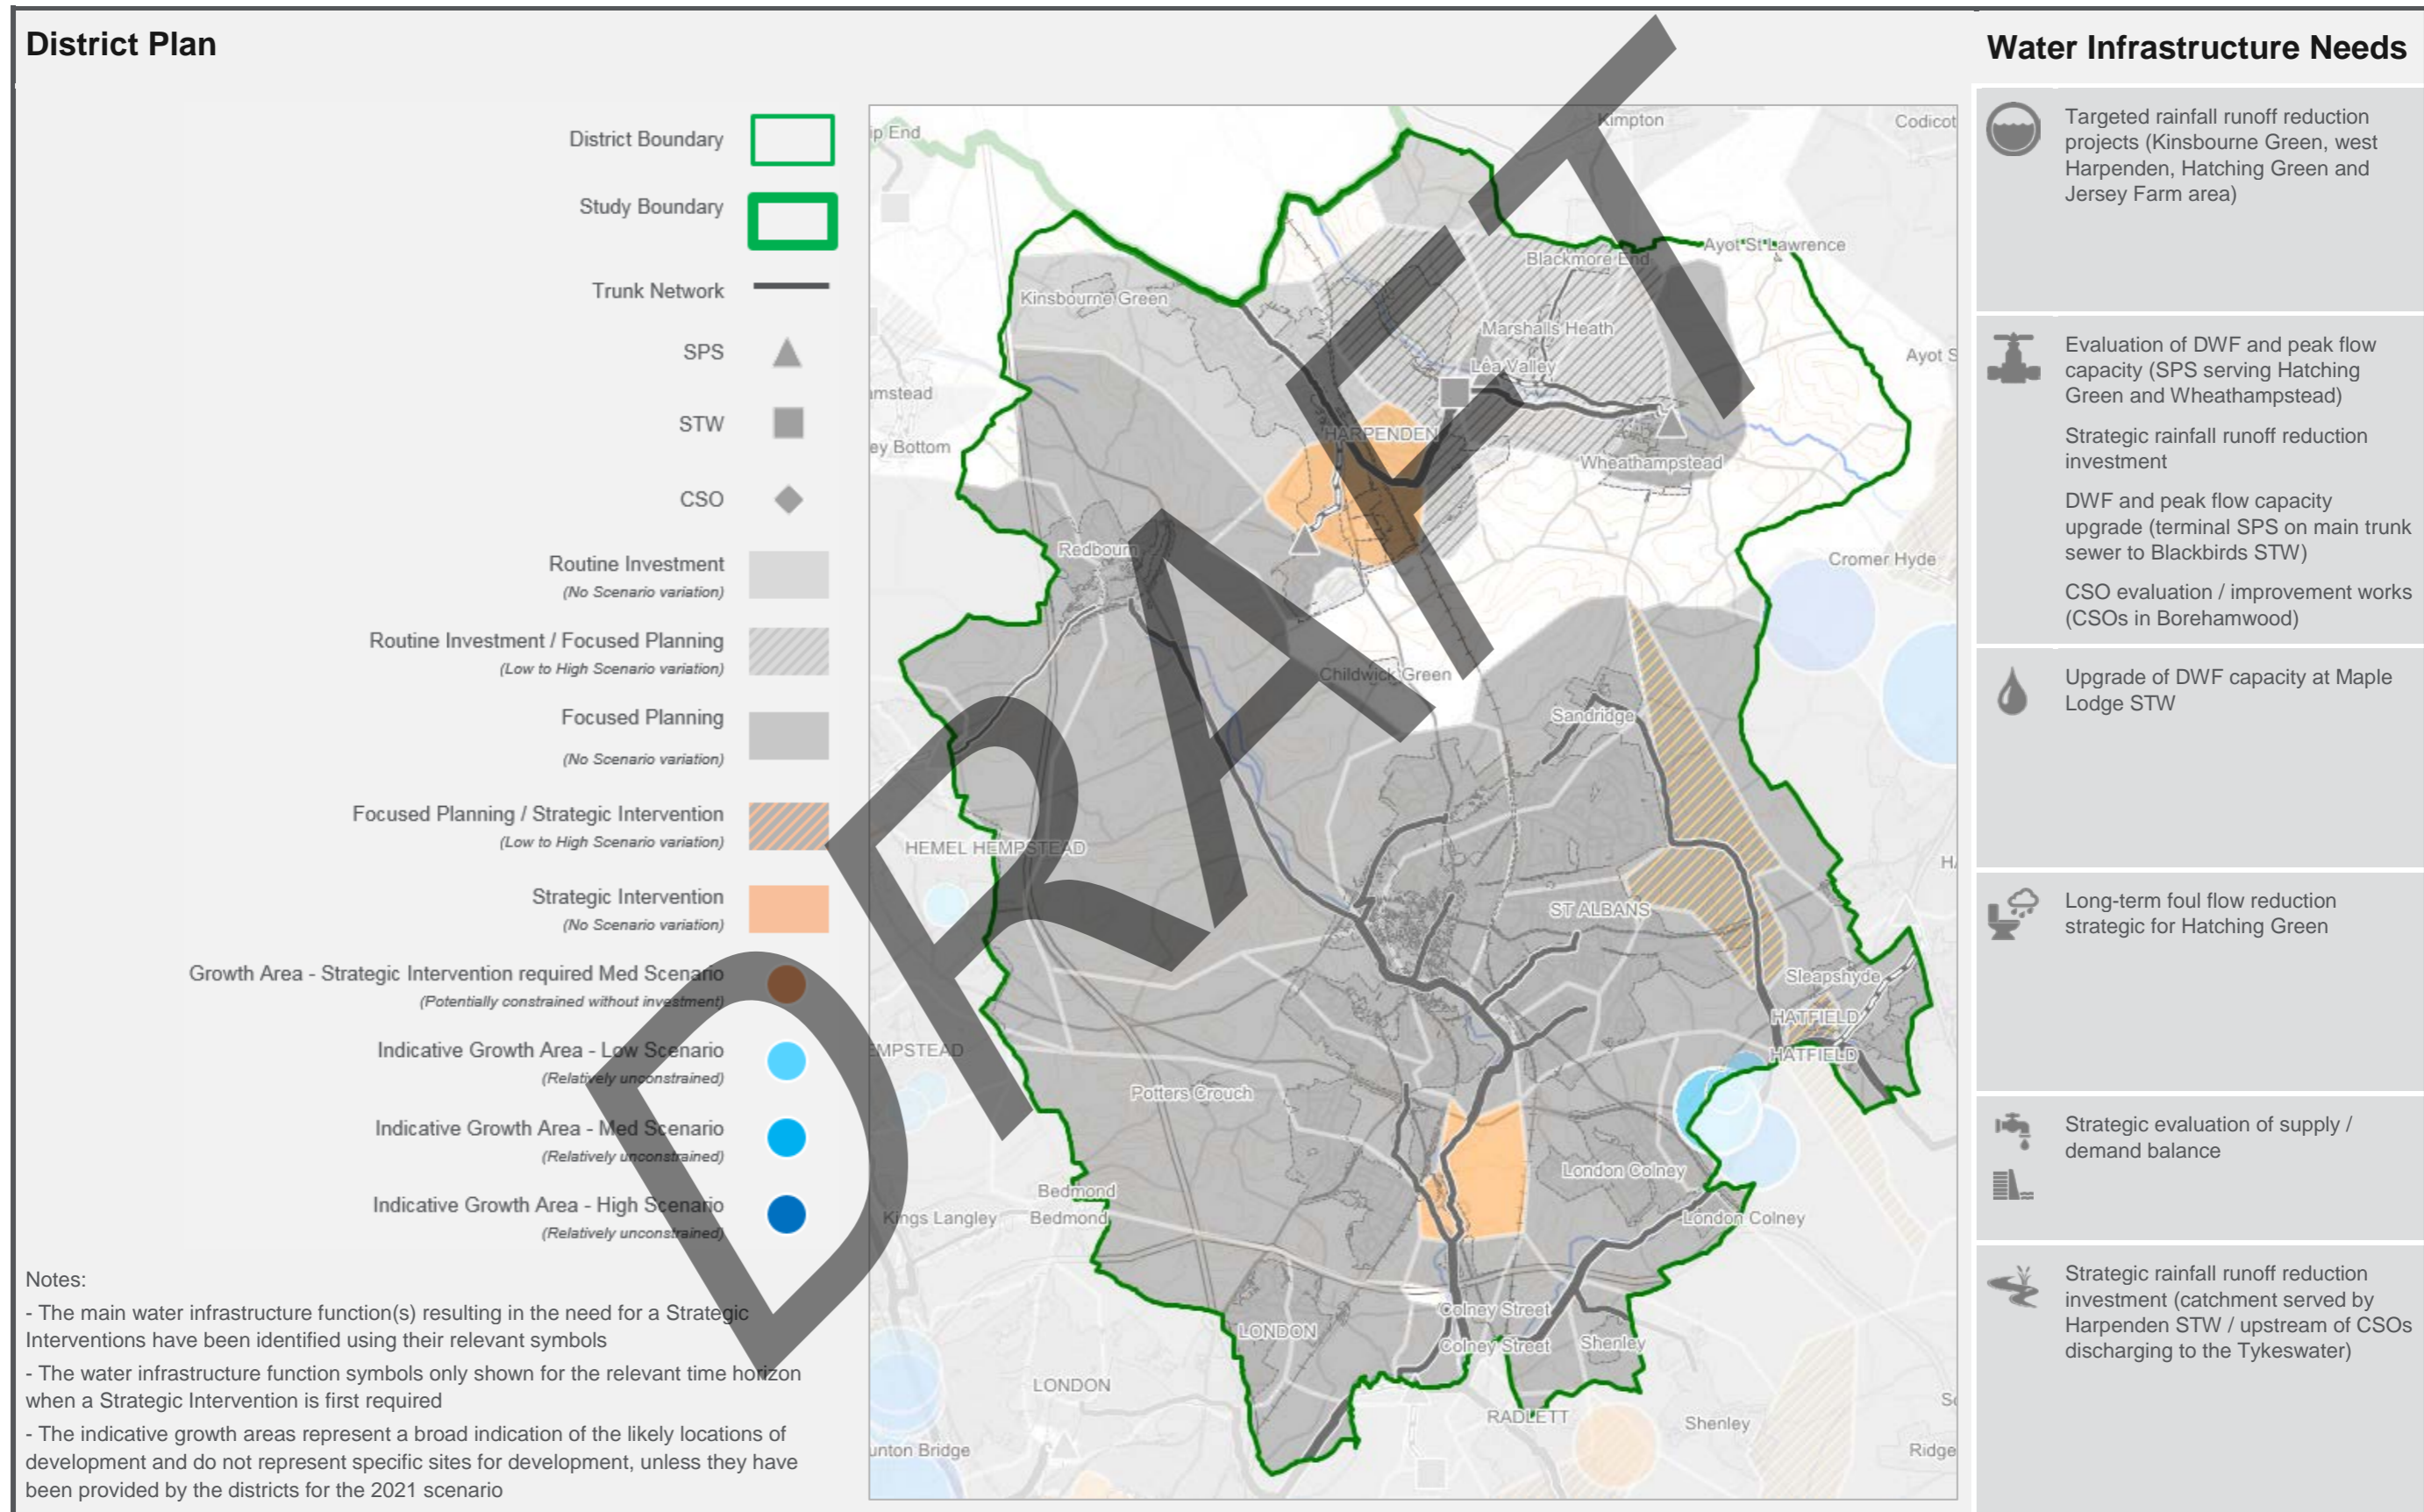 District Plan
District Boundary
Study Boundary
Trunk Network
SPS
STW
CSO
Routine Investment
(No Scenario variation)
Routine Investment / Focused Planning
(Low to High Scenario variation)
Focused Planning
(No Scenario variation)
Focused Planning / Strategic Intervention
(Low to High Scenario variation)
Strategic Intervention
(No Scenario variation)
Growth Area - Strategic Intervention required Med Scenario
(Potentially constrained without investment)
Indicative Growth Area - Low Scenario
(Relatively unconstrained)
Indicative Growth Area - Med Scenario
(Relatively unconstrained)
Indicative Growth Area - High Scenario
(Relatively unconstrained)
Notes:
- The main water infrastructure function(s) resulting in the need for a Strategic
Interventions have been identified using their relevant symbols
- The water infrastructure function symbols only shown for the relevant time horizon
when a Strategic Intervention is first required
- The indicative growth areas represent a broad indication of the likely locations of
development and do not represent specific sites for development, unless they have
been provided by the districts for the 2021 scenario
DRAFT
ip End
Kimpton
Codicot
Ayot St Lawrence
Blackmore End
Kinsbourne Green
Marshalls Heath
Ayot S
Lea Valley
amstead
HARPENDEN
ey Bottom
Wheathampstead
Redbourn
Cromer Hyde
Childwick Green
Sandridge
HEMEL HEMPSTEAD
HA
ST ALBANS
Sleapshyde
HATFIELD
HATFIELD
EMPSTEAD
Potters Crouch
London Colney
Bedmond
Kings Langley
Bedmond
London Colney
Colney Street
LONDON
Colney Street
Shenley
LONDON
RADLETT
Shenley
unton Bridge
Ridge
Water Infrastructure Needs
Targeted rainfall runoff reduction
projects (Kinsbourne Green, west
Harpenden, Hatching Green and
Jersey Farm area)
Evaluation of DWF and peak flow
capacity (SPS serving Hatching
Green and Wheathampstead)
Strategic rainfall runoff reduction
investment
DWF and peak flow capacity
upgrade (terminal SPS on main trunk
sewer to Blackbirds STW)
CSO evaluation / improvement works
(CSOs in Borehamwood)
Upgrade of DWF capacity at Maple
Lodge STW
Long-term foul flow reduction
strategic for Hatching Green
Strategic evaluation of supply /
demand balance
Strategic rainfall runoff reduction
investment (catchment served by
Harpenden STW / upstream of CSOs
discharging to the Tykeswater)